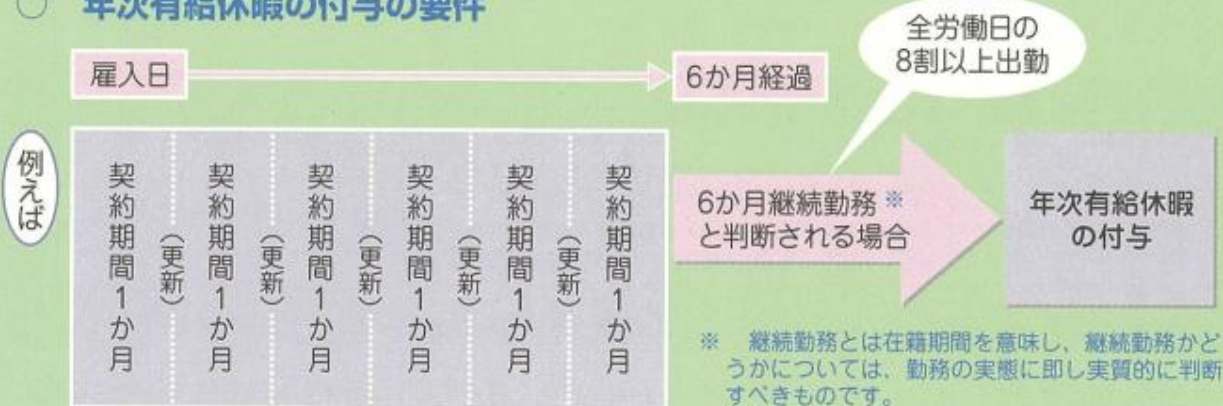 ○ 年次有給休暇の付与の要件
雇入日
6か月経過
全労働日の
8割以上出勤
例えば
契約期間1か月
(更新)
契約期間1か月
(更新)
契約期間1か月
(更新)
契約期間1か月
(更新)
契約期間1か月
(更新)
契約期間1か月
6か月継続勤務※
と判断される場合
年次有給休暇
の付与
※ 継続勤務とは在籍期間を意味し、継続勤務かど
うかについては、勤務の実態に即し実質的に判断
すべきものです。